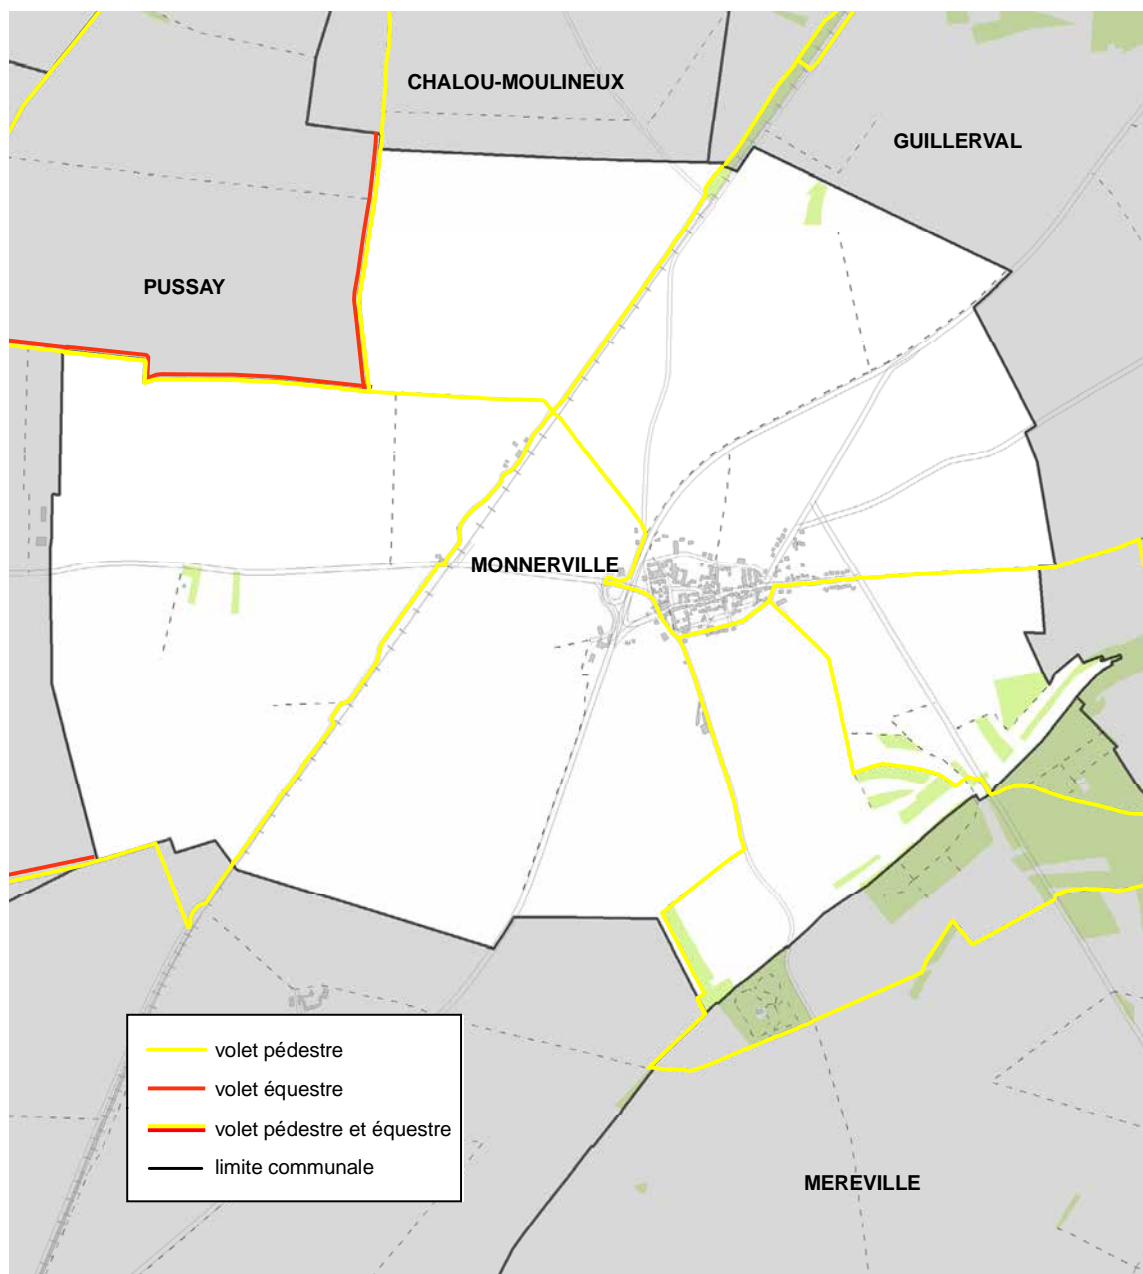 CHALOU-MOULINEUX
GUILLERVAL
PUSSAY
MONNERVILLE
volet pédestre
volet équestre
volet pédestre et équestre
limite communale
MEREVILLE